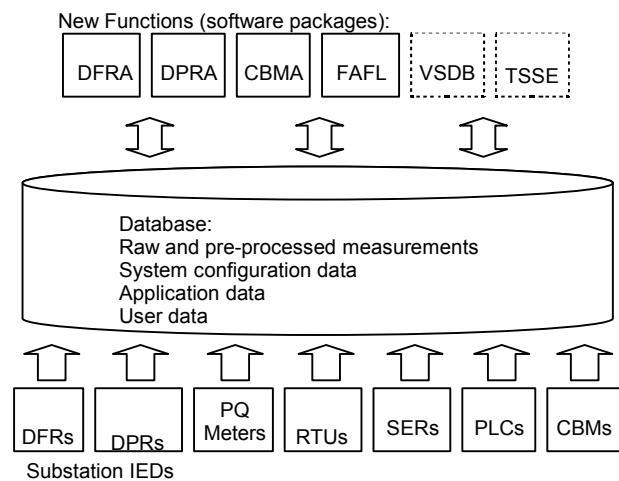 New Functions (software packages):
DFRA DPRA CBMA FAFL VSDB TSSE
Database:
Raw and pre-processed measurements
System configuration data
Application data
User data
DFRs DPRs PQ Meters RTUs SERs PLCs CBMs
Substation IEDs